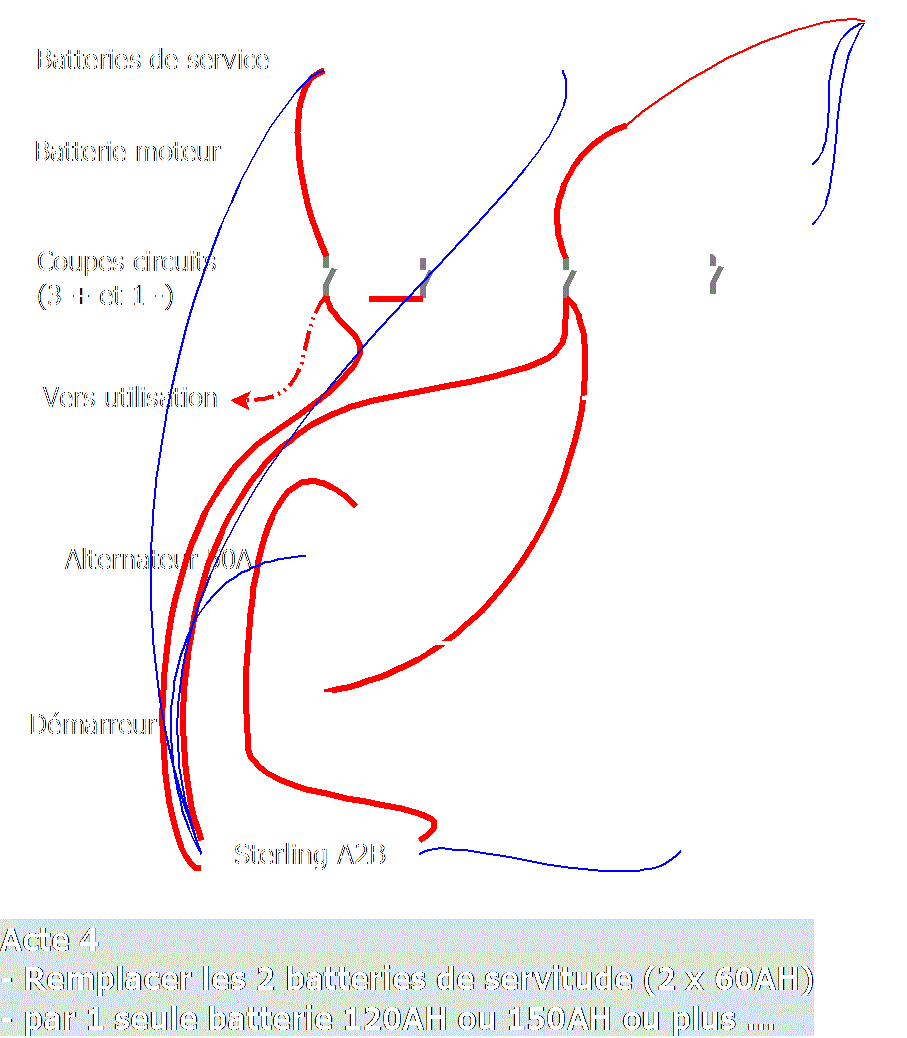 Batteries de service
Batterie moteur
Coupes circuits
(3 + et 1 -)
Vers utilisation
Alternateur 50A
Démarreur
Sterling A2B
Acte 4
- Remplacer les 2 batteries de servitude (2 x 60AH)
- par 1 seule batterie 120AH ou 150AH ou plus ....